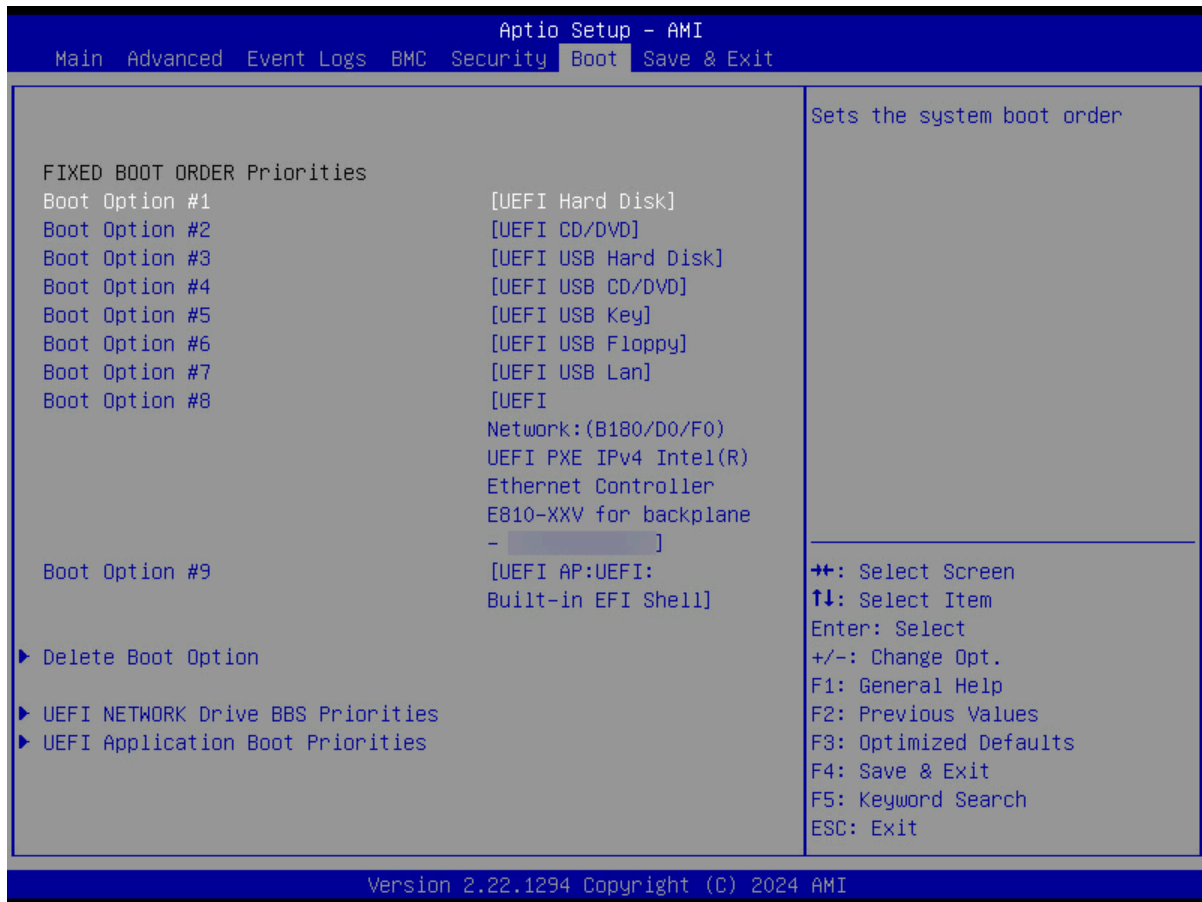 Aptio Setup – AMI
Main Advanced Event Logs BMC Security Boot Save & Exit
Sets the system boot order
FIXED BOOT ORDER Priorities
Boot Option #1 [UEFI Hard Disk]
Boot Option #2 [UEFI CD/DVD]
Boot Option #3 [UEFI USB Hard Disk]
Boot Option #4 [UEFI USB CD/DVD]
Boot Option #5 [UEFI USB Key]
Boot Option #6 [UEFI USB Floppy]
Boot Option #7 [UEFI USB Lan]
Boot Option #8 [UEFI
Network:(B180/D0/F0)
UEFI PXE IPv4 Intel(R)
Ethernet Controller
E810-XXV for backplane
– ]
Boot Option #9 [UEFI AP:UEFI:
Built-in EFI Shell]
▶ Delete Boot Option
▶ UEFI NETWORK Drive BBS Priorities
▶ UEFI Application Boot Priorities
→←: Select Screen
↑↓: Select Item
Enter: Select
+/-: Change Opt.
F1: General Help
F2: Previous Values
F3: Optimized Defaults
F4: Save & Exit
F5: Keyword Search
ESC: Exit
Version 2.22.1294 Copyright (C) 2024 AMI